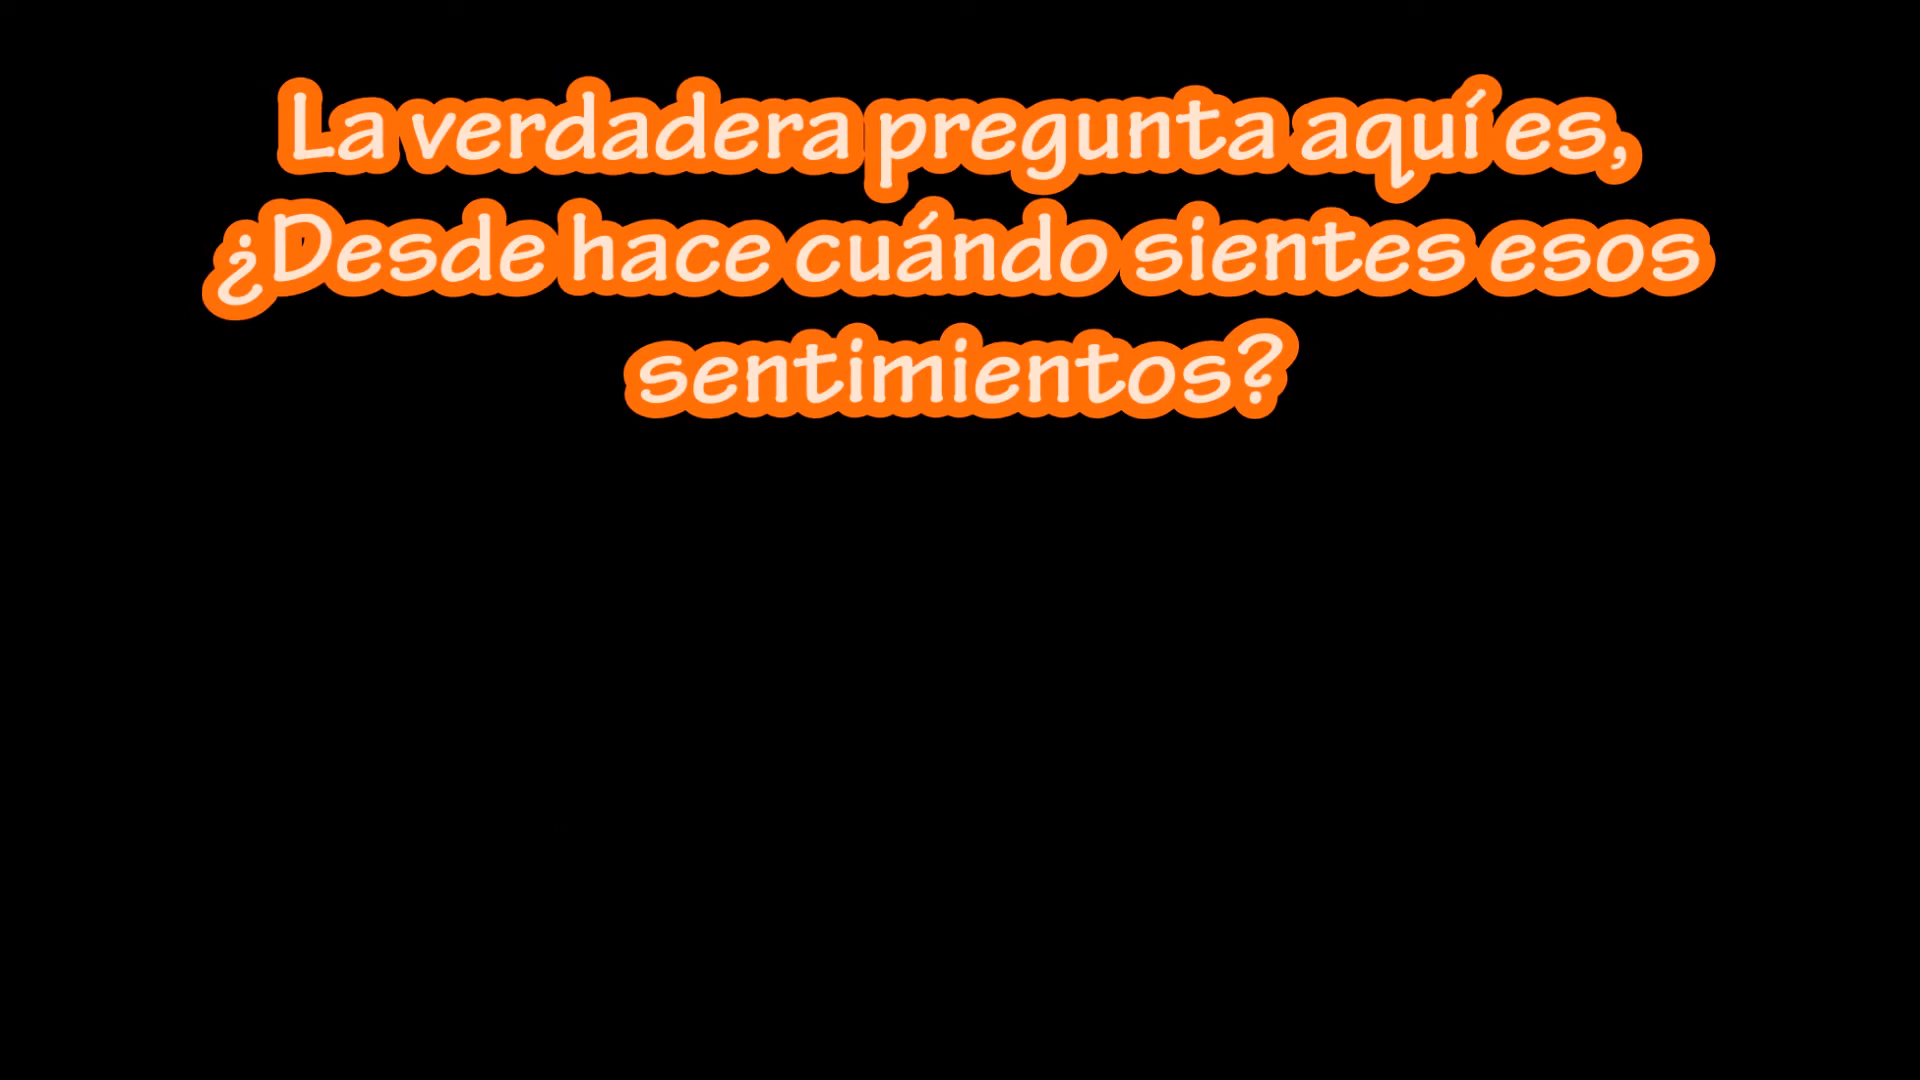 La verdadera pregunta aquí es,
¿Desde hace cuándo sientes esos
sentimientos?